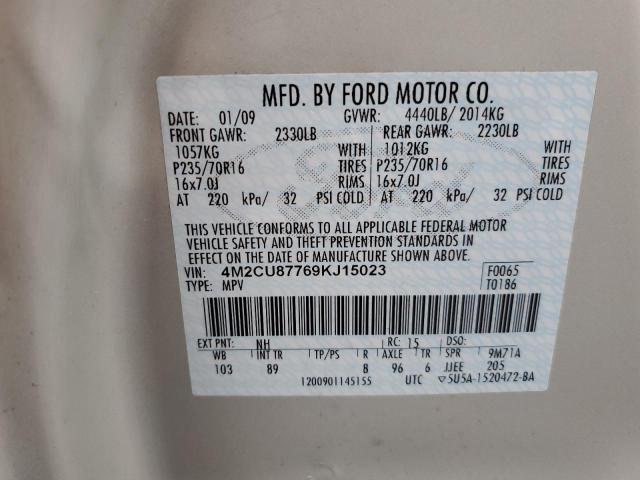 MFD. BY FORD MOTOR CO.
DATE: 01/09 GVWR: 4440LB/ 2014KG
FRONT GAWR: 2330LB REAR GAWR: 2230LB
1057KG WITH 1012KG WITH
P235/70R16 TIRES P235/70R16 TIRES
16x7.0J RIMS 16x7.0J RIMS
AT 220 kPa/ 32 PSI COLD AT 220 kPa/ 32 PSI COLD
THIS VEHICLE CONFORMS TO ALL APPLICABLE FEDERAL MOTOR
VEHICLE SAFETY AND THEFT PREVENTION STANDARDS IN
EFFECT ON THE DATE OF MANUFACTURE SHOWN ABOVE.
VIN: 4M2CU87769KJ15023 F0065
TYPE: MPV T0186
EXT PNT: NH RC: 15 DSO:
WB INT TR TP/PS R AXLE TR SPR 9M71A
103 89 8 96 6 JJEE 205
1200901145155 UTC ▽5U5A-1520472-BA